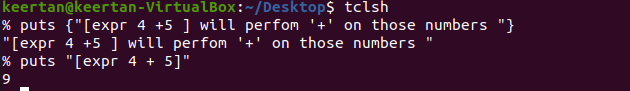 keertan@keertan-VirtualBox:~/Desktop$ tclsh
% puts {"[expr 4 +5 ] will perfom '+' on those numbers "}
"[expr 4 +5 ] will perfom '+' on those numbers "
% puts "[expr 4 + 5]"
9